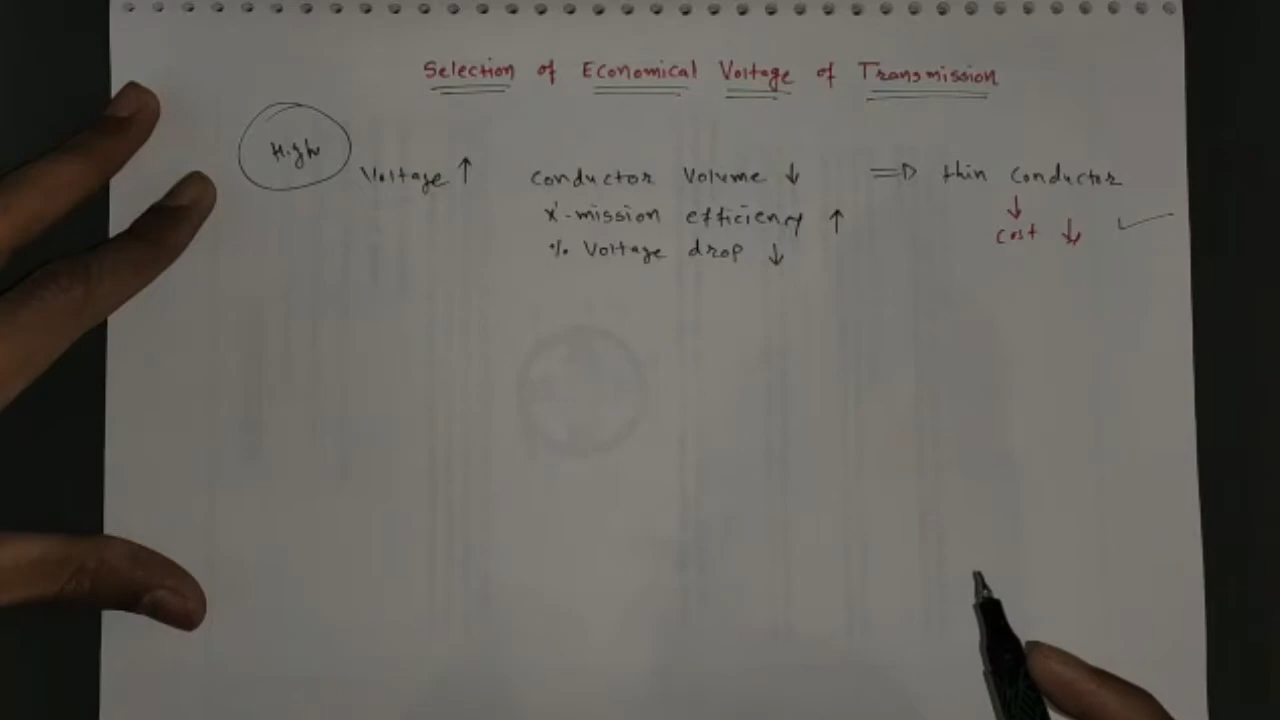 Selection of Economical Voltage of Transmission
High
Voltage ↑ Conductor Volume ↓ ⇒ thin Conductor
x'-mission efficiency ↑ ↓
Cost ↓ ✓
% Voltage drop ↓